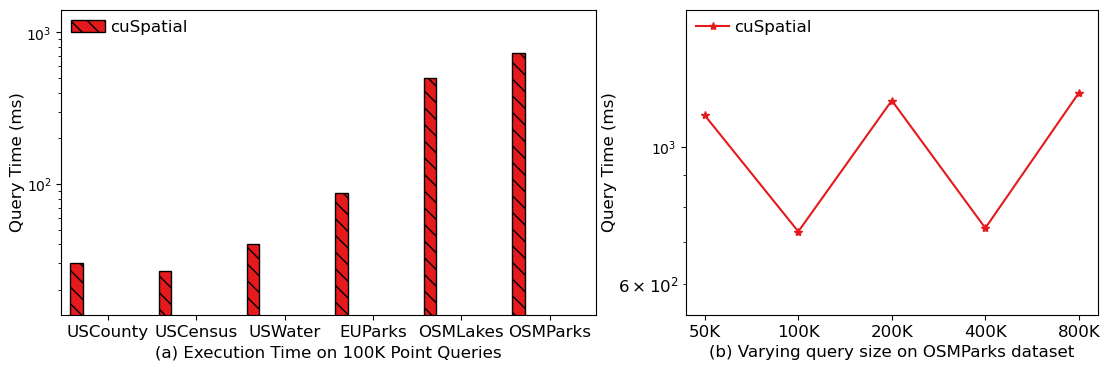 cuSpatial
10³
10²
Query Time (ms)
USCounty USCensus USWater EUParks OSMLakes OSMParks
(a) Execution Time on 100K Point Queries
cuSpatial
10³
6 × 10²
Query Time (ms)
50K 100K 200K 400K 800K
(b) Varying query size on OSMParks dataset